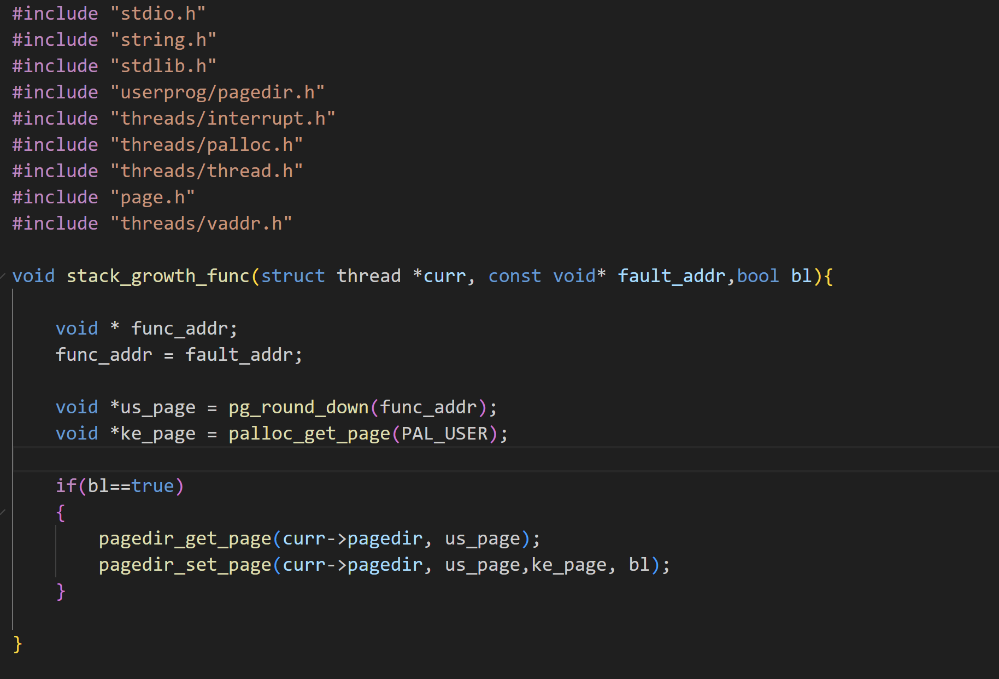 #include "stdio.h"
#include "string.h"
#include "stdlib.h"
#include "userprog/pagedir.h"
#include "threads/interrupt.h"
#include "threads/palloc.h"
#include "threads/thread.h"
#include "page.h"
#include "threads/vaddr.h"

void stack_growth_func(struct thread *curr, const void* fault_addr,bool bl){

    void * func_addr;
    func_addr = fault_addr;

    void *us_page = pg_round_down(func_addr);
    void *ke_page = palloc_get_page(PAL_USER);

    if(bl==true)
    {
        pagedir_get_page(curr->pagedir, us_page);
        pagedir_set_page(curr->pagedir, us_page,ke_page, bl);
    }

}